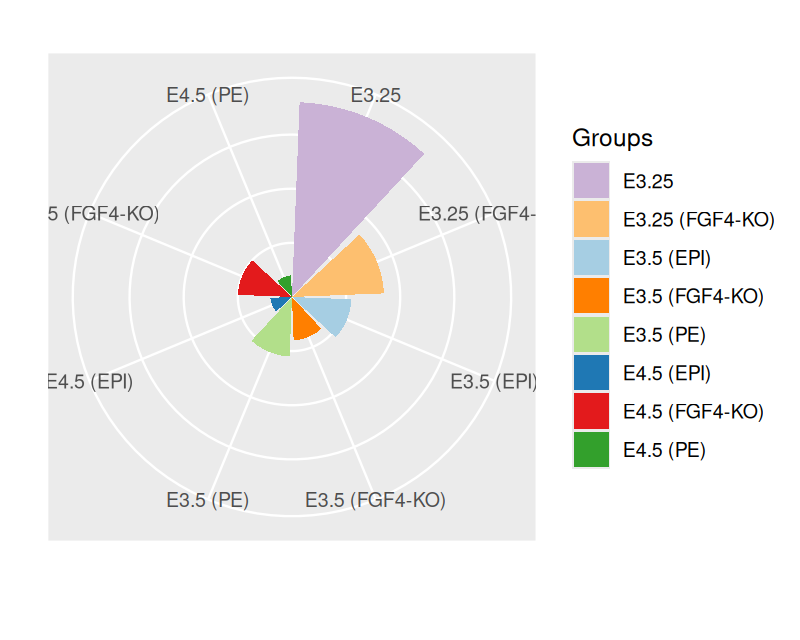 E4.5 (PE)
E3.25
5 (FGF4-KO)
E3.25 (FGF4-
E4.5 (EPI)
E3.5 (EPI)
E3.5 (PE)
E3.5 (FGF4-KO)
Groups
E3.25
E3.25 (FGF4-KO)
E3.5 (EPI)
E3.5 (FGF4-KO)
E3.5 (PE)
E4.5 (EPI)
E4.5 (FGF4-KO)
E4.5 (PE)